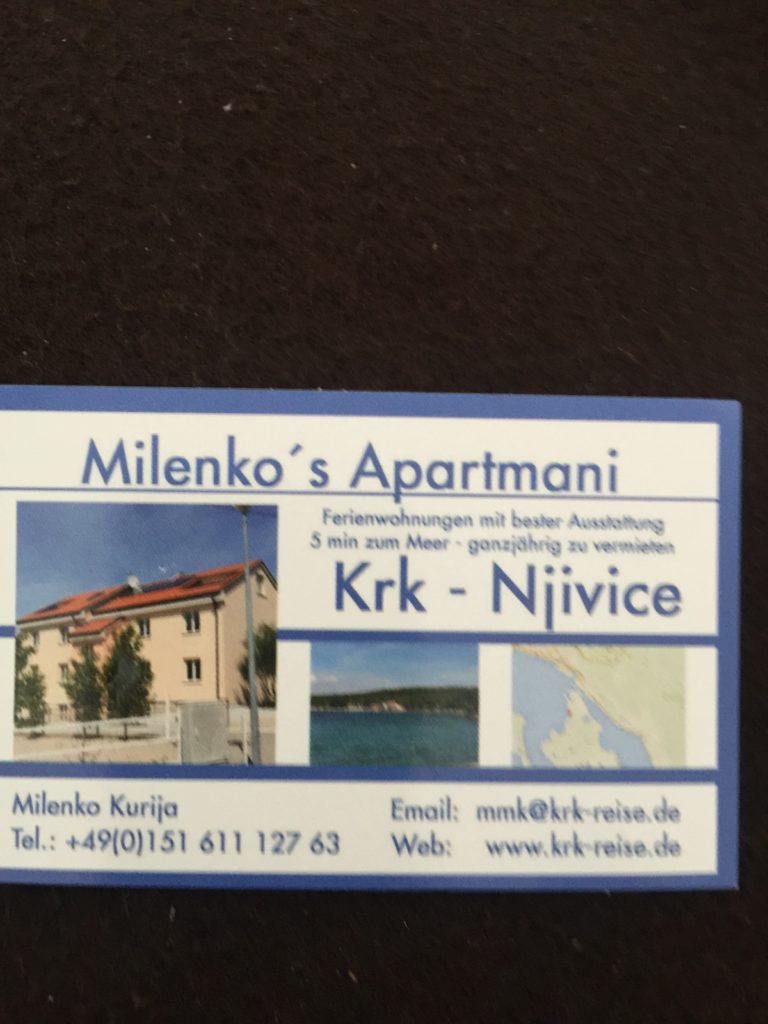 Milenko´s Apartmani
Ferienwohnungen mit bester Ausstattung
5 min zum Meer - ganzjährig zu vermieten
Krk - Njivice
Milenko Kurija
Tel.: +49(0)151 611 127 63
Email: mmk@krk-reise.de
Web: www.krk-reise.de